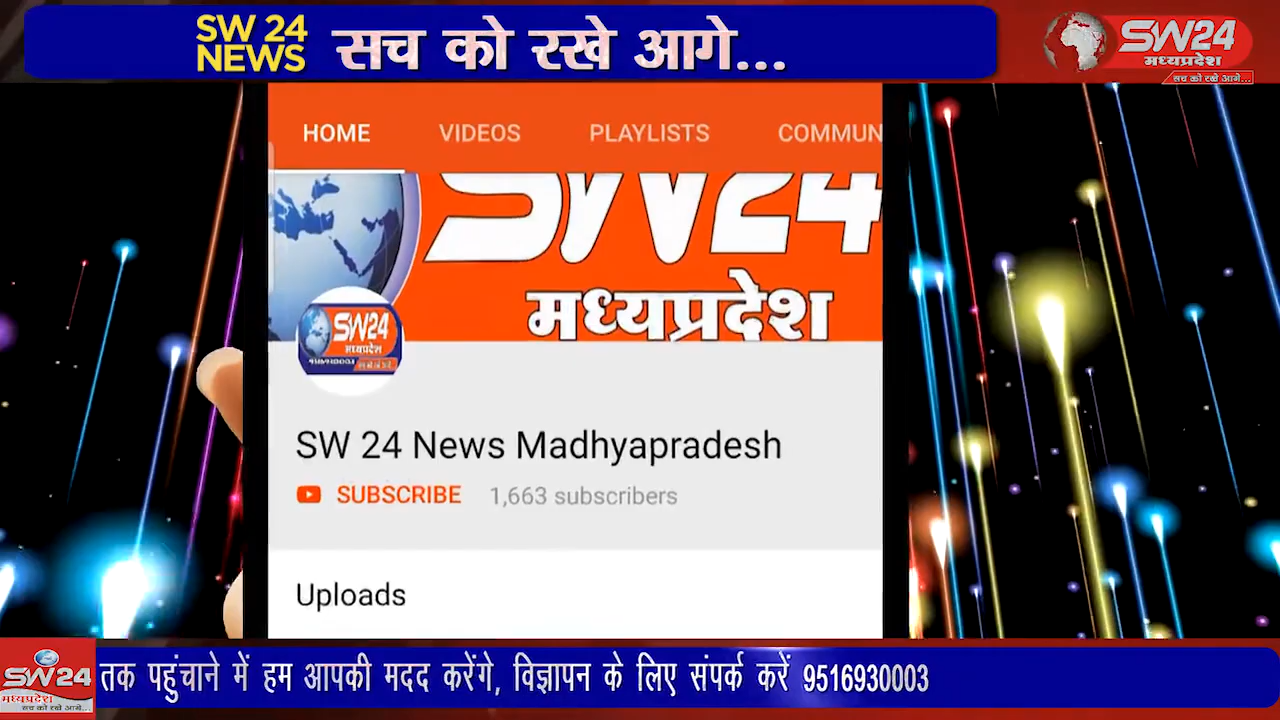 SW 24
NEWS
सच को रखे आगे...
SW24
मध्यप्रदेश
सच को रखे आगे...
HOME VIDEOS PLAYLISTS COMMUN
SW24
मध्यप्रदेश
SW24
मध्यप्रदेश
SW 24 News Madhyapradesh
SUBSCRIBE 1,663 subscribers
Uploads
SW24
मध्यप्रदेश
सच को रखे आगे...
तक पहुंचाने में हम आपकी मदद करेंगे, विज्ञापन के लिए संपर्क करें 9516930003